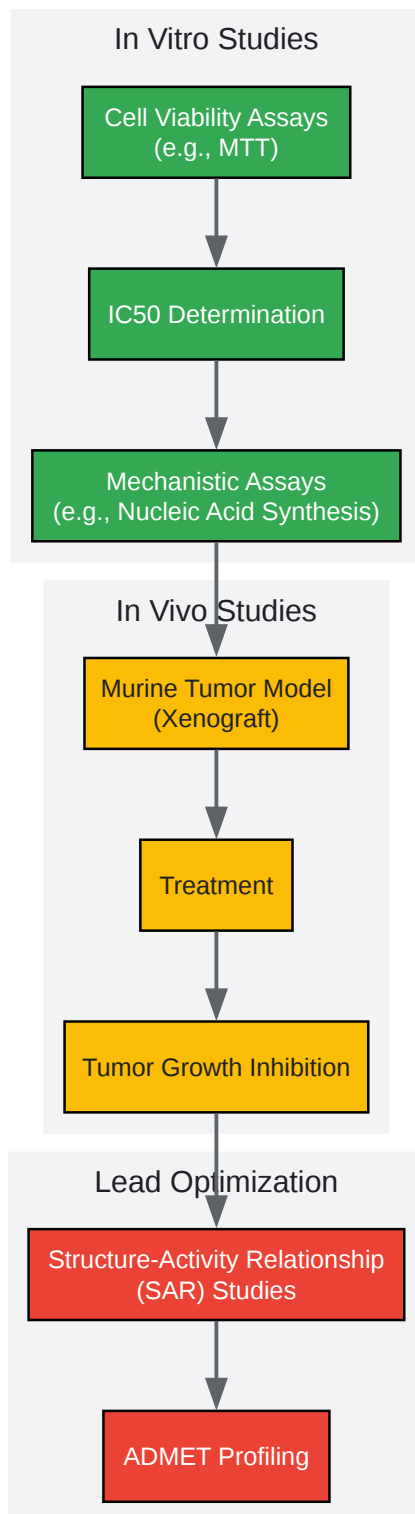 In Vitro Studies
Cell Viability Assays
(e.g., MTT)
IC50 Determination
Mechanistic Assays
(e.g., Nucleic Acid Synthesis)
In Vivo Studies
Murine Tumor Model
(Xenograft)
Treatment
Tumor Growth Inhibition
Lead Optimization
Structure-Activity Relationship
(SAR) Studies
ADMET Profiling